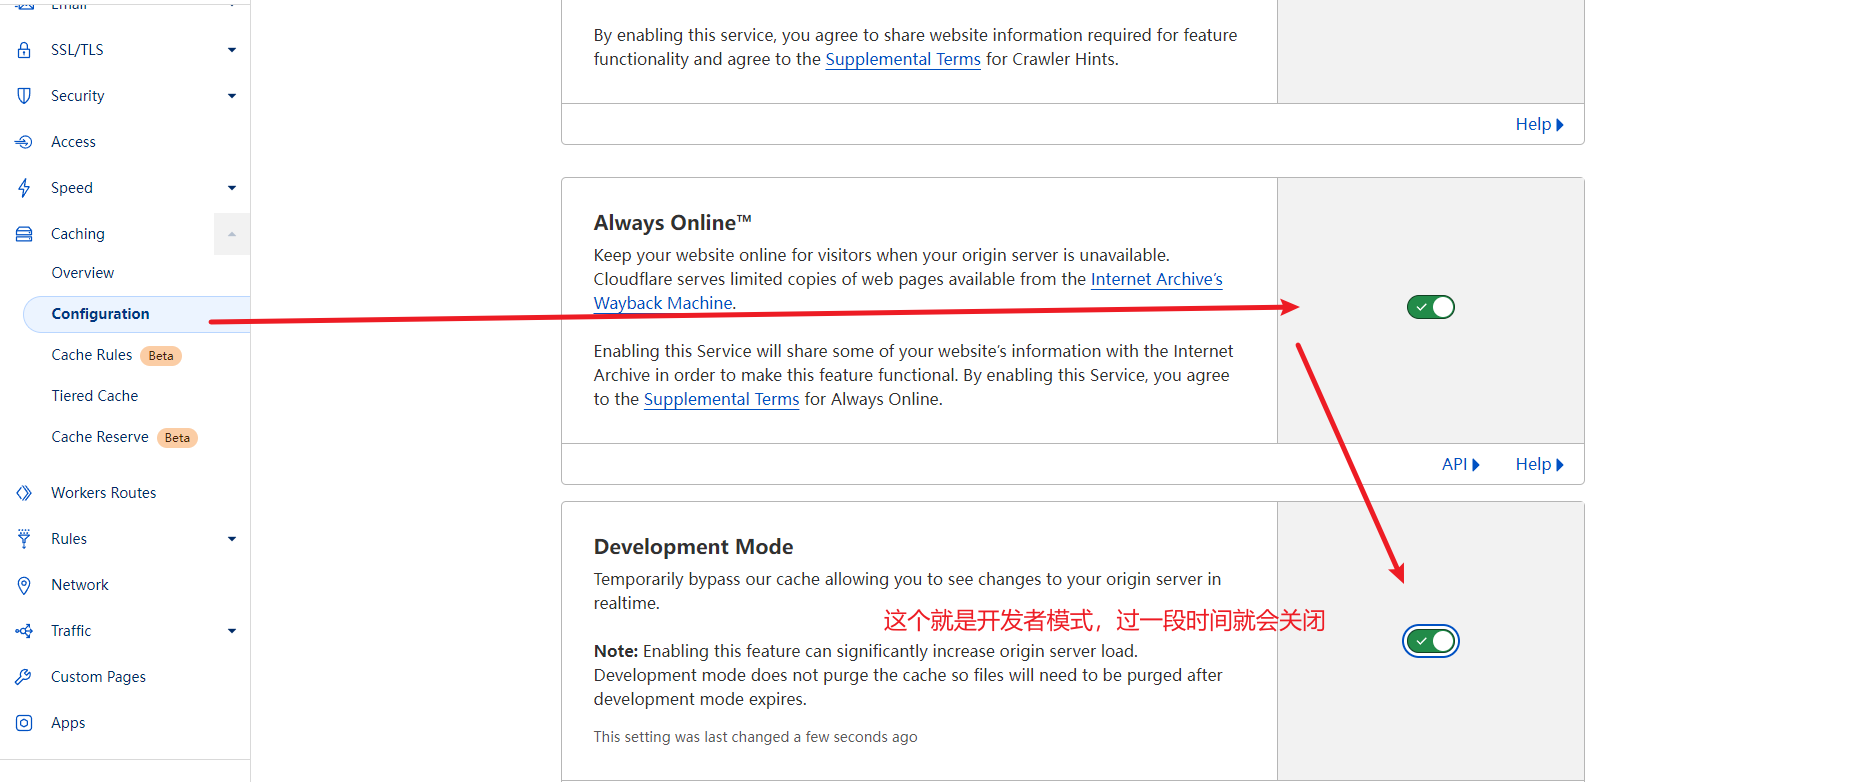 Email
SSL/TLS
Security
Access
Speed
Caching
Overview
Configuration
Cache Rules Beta
Tiered Cache
Cache Reserve Beta
Workers Routes
Rules
Network
Traffic
Custom Pages
Apps
By enabling this service, you agree to share website information required for feature
functionality and agree to the Supplemental Terms for Crawler Hints.
Help
Always Online™
Keep your website online for visitors when your origin server is unavailable.
Cloudflare serves limited copies of web pages available from the Internet Archive’s
Wayback Machine.
Enabling this Service will share some of your website’s information with the Internet
Archive in order to make this feature functional. By enabling this Service, you agree
to the Supplemental Terms for Always Online.
API Help
Development Mode
Temporarily bypass our cache allowing you to see changes to your origin server in
realtime.
这个就是开发者模式，过一段时间就会关闭
Note: Enabling this feature can significantly increase origin server load.
Development mode does not purge the cache so files will need to be purged after
development mode expires.
This setting was last changed a few seconds ago